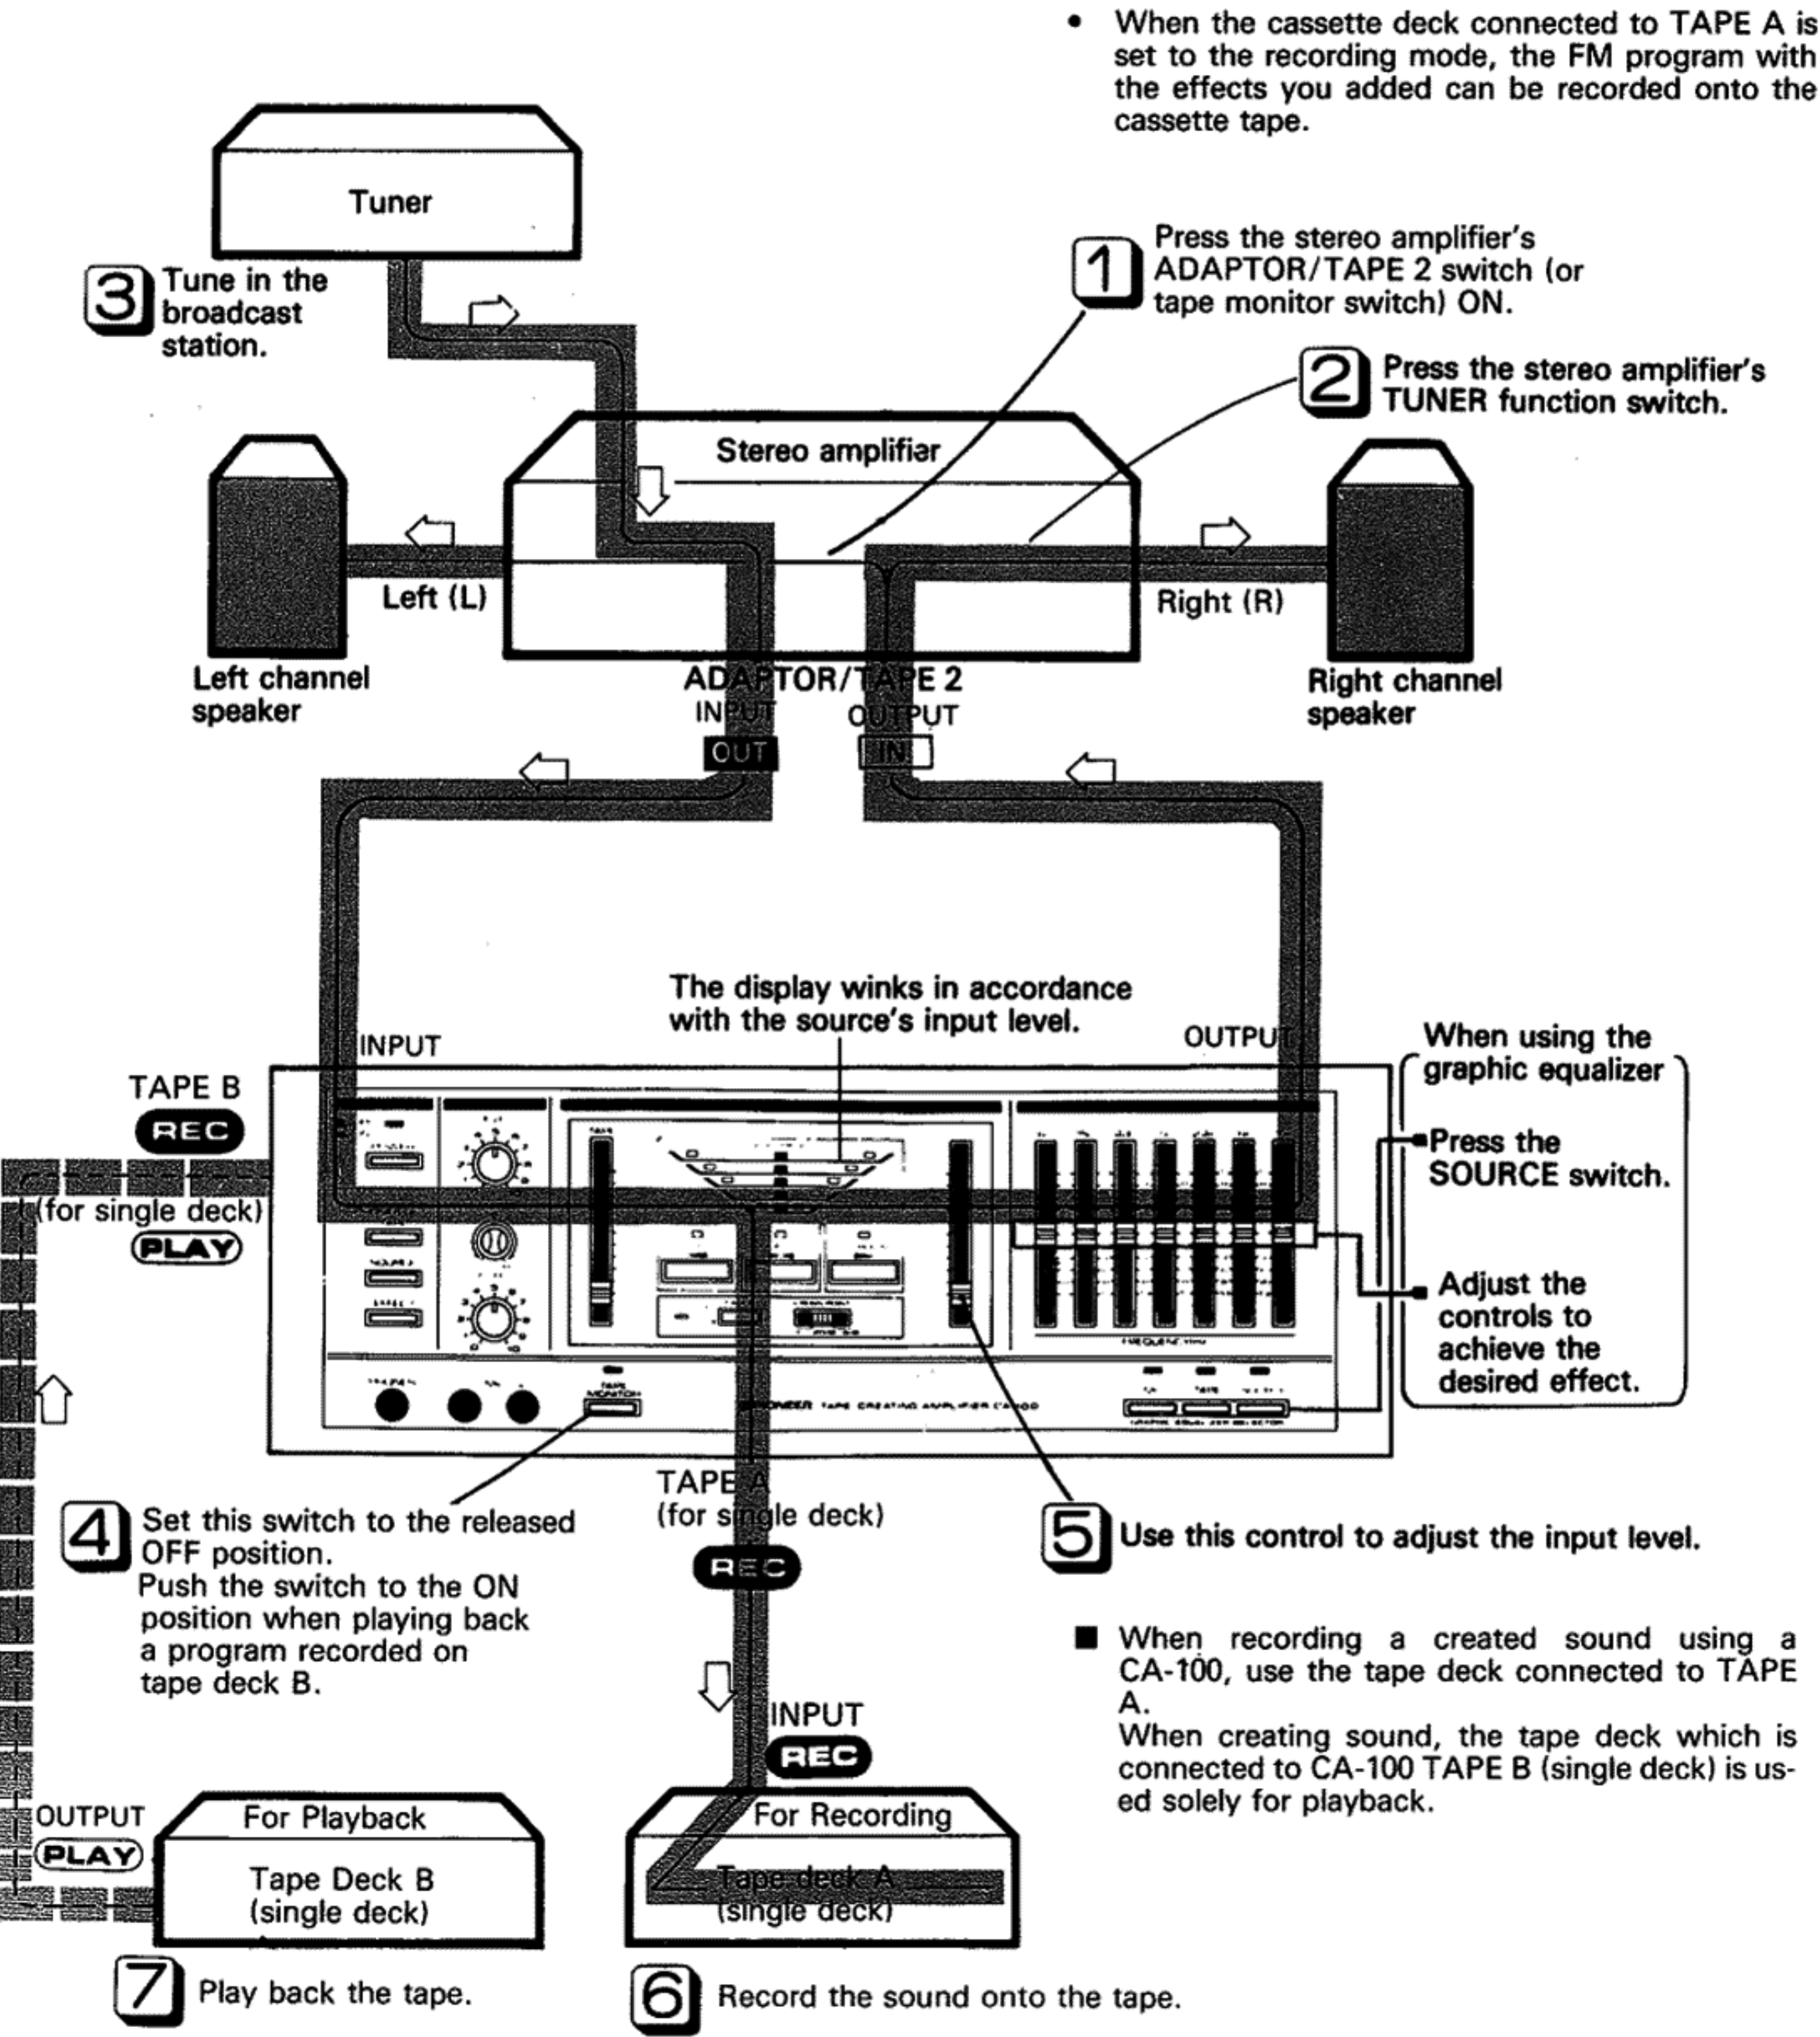 • When the cassette deck connected to TAPE A is
set to the recording mode, the FM program with
the effects you added can be recorded onto the
cassette tape.
Tuner
3 Tune in the
broadcast
station.
1 Press the stereo amplifier's
ADAPTOR/TAPE 2 switch (or
tape monitor switch) ON.
2 Press the stereo amplifier's
TUNER function switch.
Stereo amplifiar
Left (L)
Right (R)
Left channel
speaker
Right channel
speaker
ADAPTOR/TAPE 2
INPUT
OUTPUT
OUT
IN
The display winks in accordance
with the source's input level.
INPUT
OUTPUT
When using the
graphic equalizer
■ Press the
SOURCE switch.
■ Adjust the
controls to
achieve the
desired effect.
TAPE B
REC
(for single deck)
PLAY
TAPE
MONITOR
PIONEER TAPE CREATING AMPLIFIER CA-100
GRAPHIC EQUALIZER SELECTOR
4 Set this switch to the released
OFF position.
Push the switch to the ON
position when playing back
a program recorded on
tape deck B.
TAPE A
(for single deck)
REC
5 Use this control to adjust the input level.
■ When recording a created sound using a
CA-100, use the tape deck connected to TAPE
A.
When creating sound, the tape deck which is
connected to CA-100 TAPE B (single deck) is us-
ed solely for playback.
INPUT
REC
OUTPUT
PLAY
For Playback
Tape Deck B
(single deck)
For Recording
Tape deck A
(single deck)
7 Play back the tape.
6 Record the sound onto the tape.